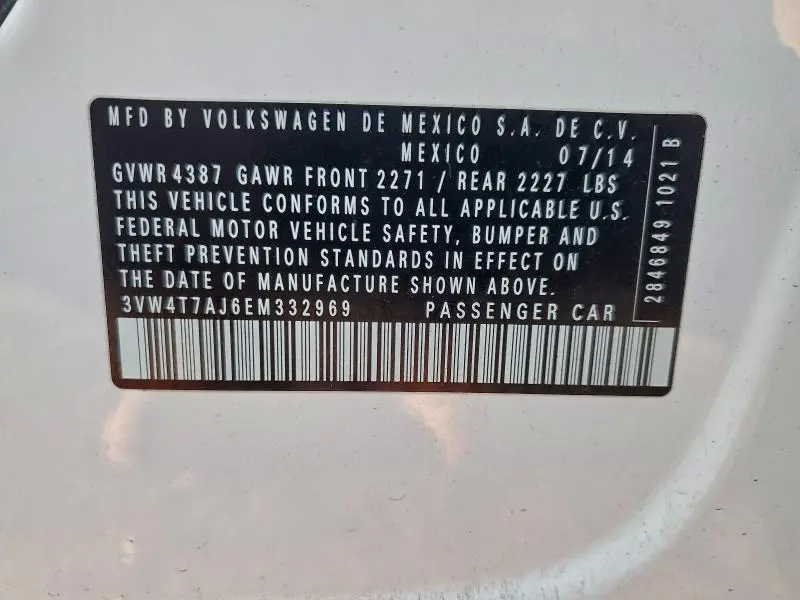 MFD BY VOLKSWAGEN DE MEXICO S.A. DE C.V.
MEXICO 07/14
GVWR 4387 GAWR FRONT 2271 / REAR 2227 LBS
THIS VEHICLE CONFORMS TO ALL APPLICABLE U.S.
FEDERAL MOTOR VEHICLE SAFETY, BUMPER AND
THEFT PREVENTION STANDARDS IN EFFECT ON
THE DATE OF MANUFACTURE SHOWN ABOVE.
3VW4T7AJ6EM332969 PASSENGER CAR
2846849 1021 B